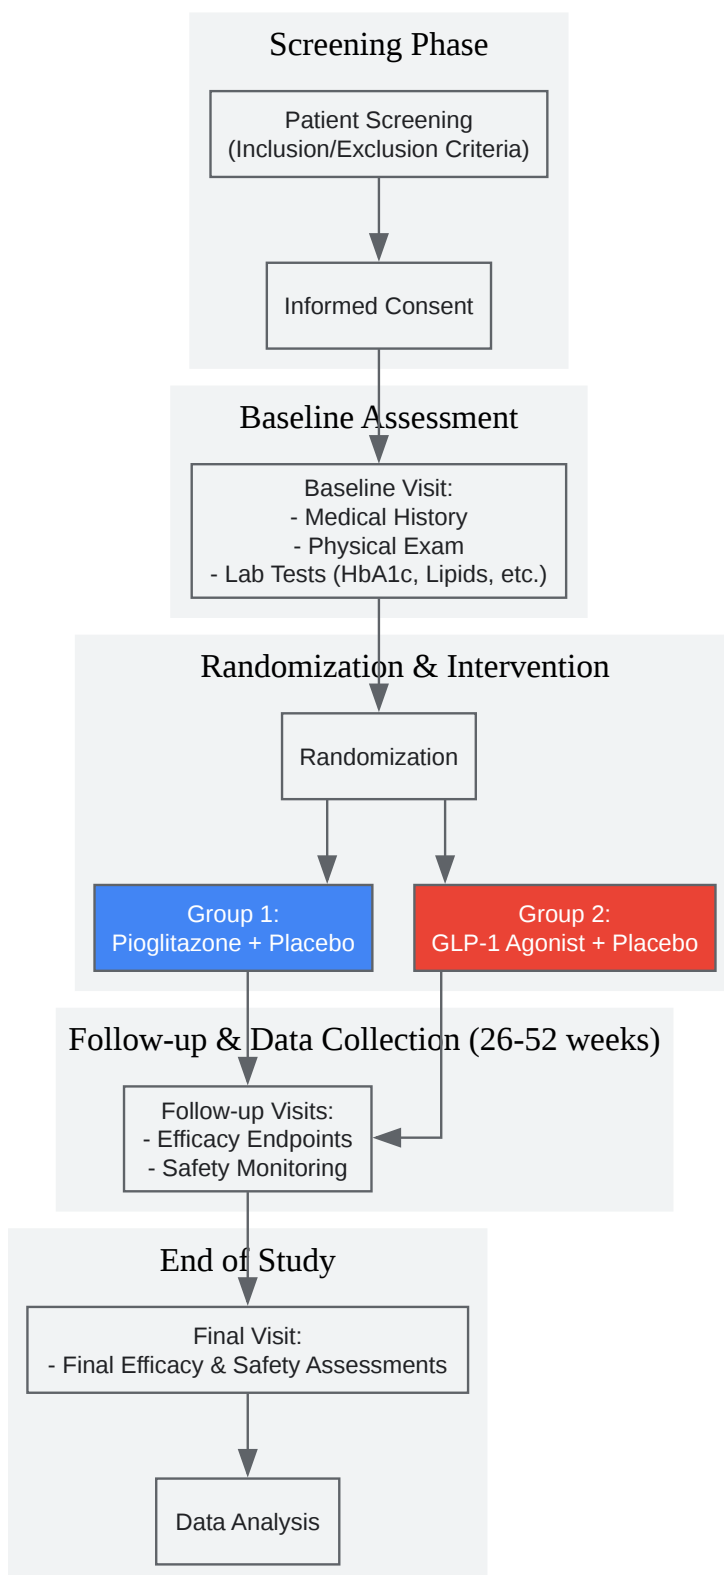 Screening Phase
Patient Screening
(Inclusion/Exclusion Criteria)
Informed Consent
Baseline Assessment
Baseline Visit:
- Medical History
- Physical Exam
- Lab Tests (HbA1c, Lipids, etc.)
Randomization & Intervention
Randomization
Group 1:
Pioglitazone + Placebo
Group 2:
GLP-1 Agonist + Placebo
Follow-up & Data Collection (26-52 weeks)
Follow-up Visits:
- Efficacy Endpoints
- Safety Monitoring
End of Study
Final Visit:
- Final Efficacy & Safety Assessments
Data Analysis